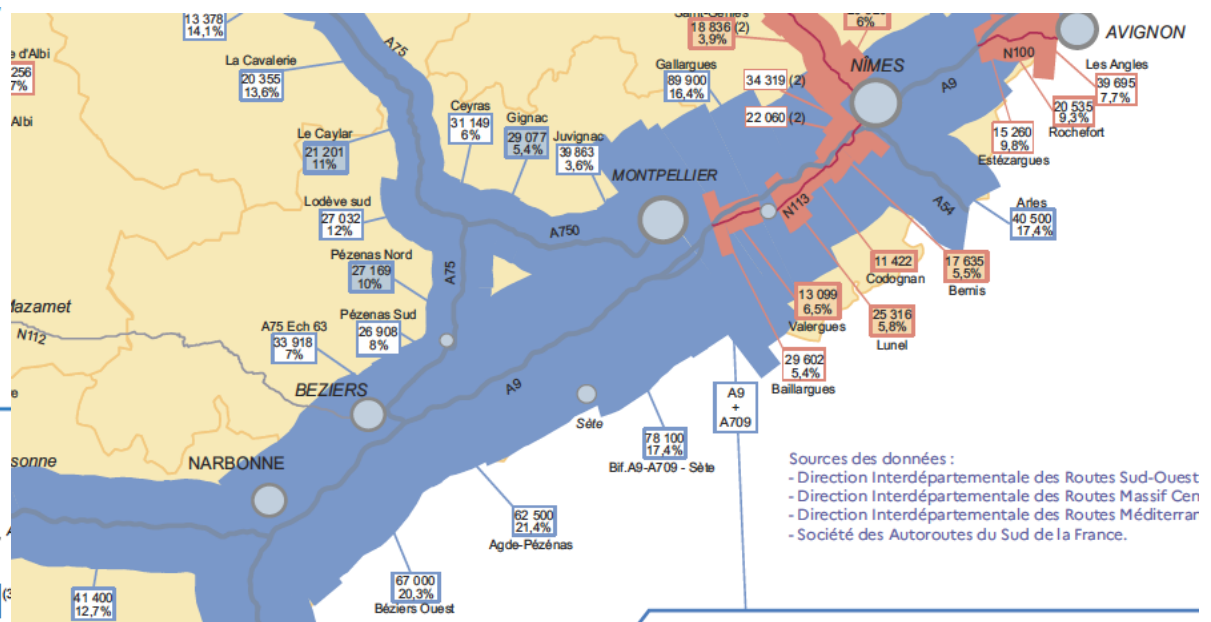 13 378
14,1%
A75
Saint-Geniès
18 836 (2)
3,9%
6%
AVIGNON
N100
Les Angles
39 695
7,7%
e d'Albi
256
7%
Albi
La Cavalerie
20 355
13,6%
Gallargues
89 900
16,4%
34 319 (2)
22 060 (2)
NÎMES
A9
20 535
9,3%
Rochefort
15 260
9,8%
Estézargues
Ceyras
31 149
6%
Gignac
29 077
5,4%
Juvignac
39 863
3,6%
Le Caylar
21 201
11%
MONTPELLIER
N113
A54
Arles
40 500
17,4%
Lodève sud
27 032
12%
A750
Pézenas Nord
27 169
10%
A75
11 422
Codognan
17 635
5,5%
Bernis
13 099
6,5%
Valergues
25 316
5,8%
Lunel
Mazamet
N112
Pézenas Sud
26 908
8%
A75 Ech 63
33 918
7%
29 602
5,4%
Baillargues
BEZIERS
A9
A9
+
A709
Sète
78 100
17,4%
Bif.A9-A709 - Sète
sonne
NARBONNE
62 500
21,4%
Agde-Pézénas
67 000
20,3%
Béziers Ouest
(3
41 400
12,7%
Sources des données :
- Direction Interdépartementale des Routes Sud-Ouest
- Direction Interdépartementale des Routes Massif Cen
- Direction Interdépartementale des Routes Méditerran
- Société des Autoroutes du Sud de la France.